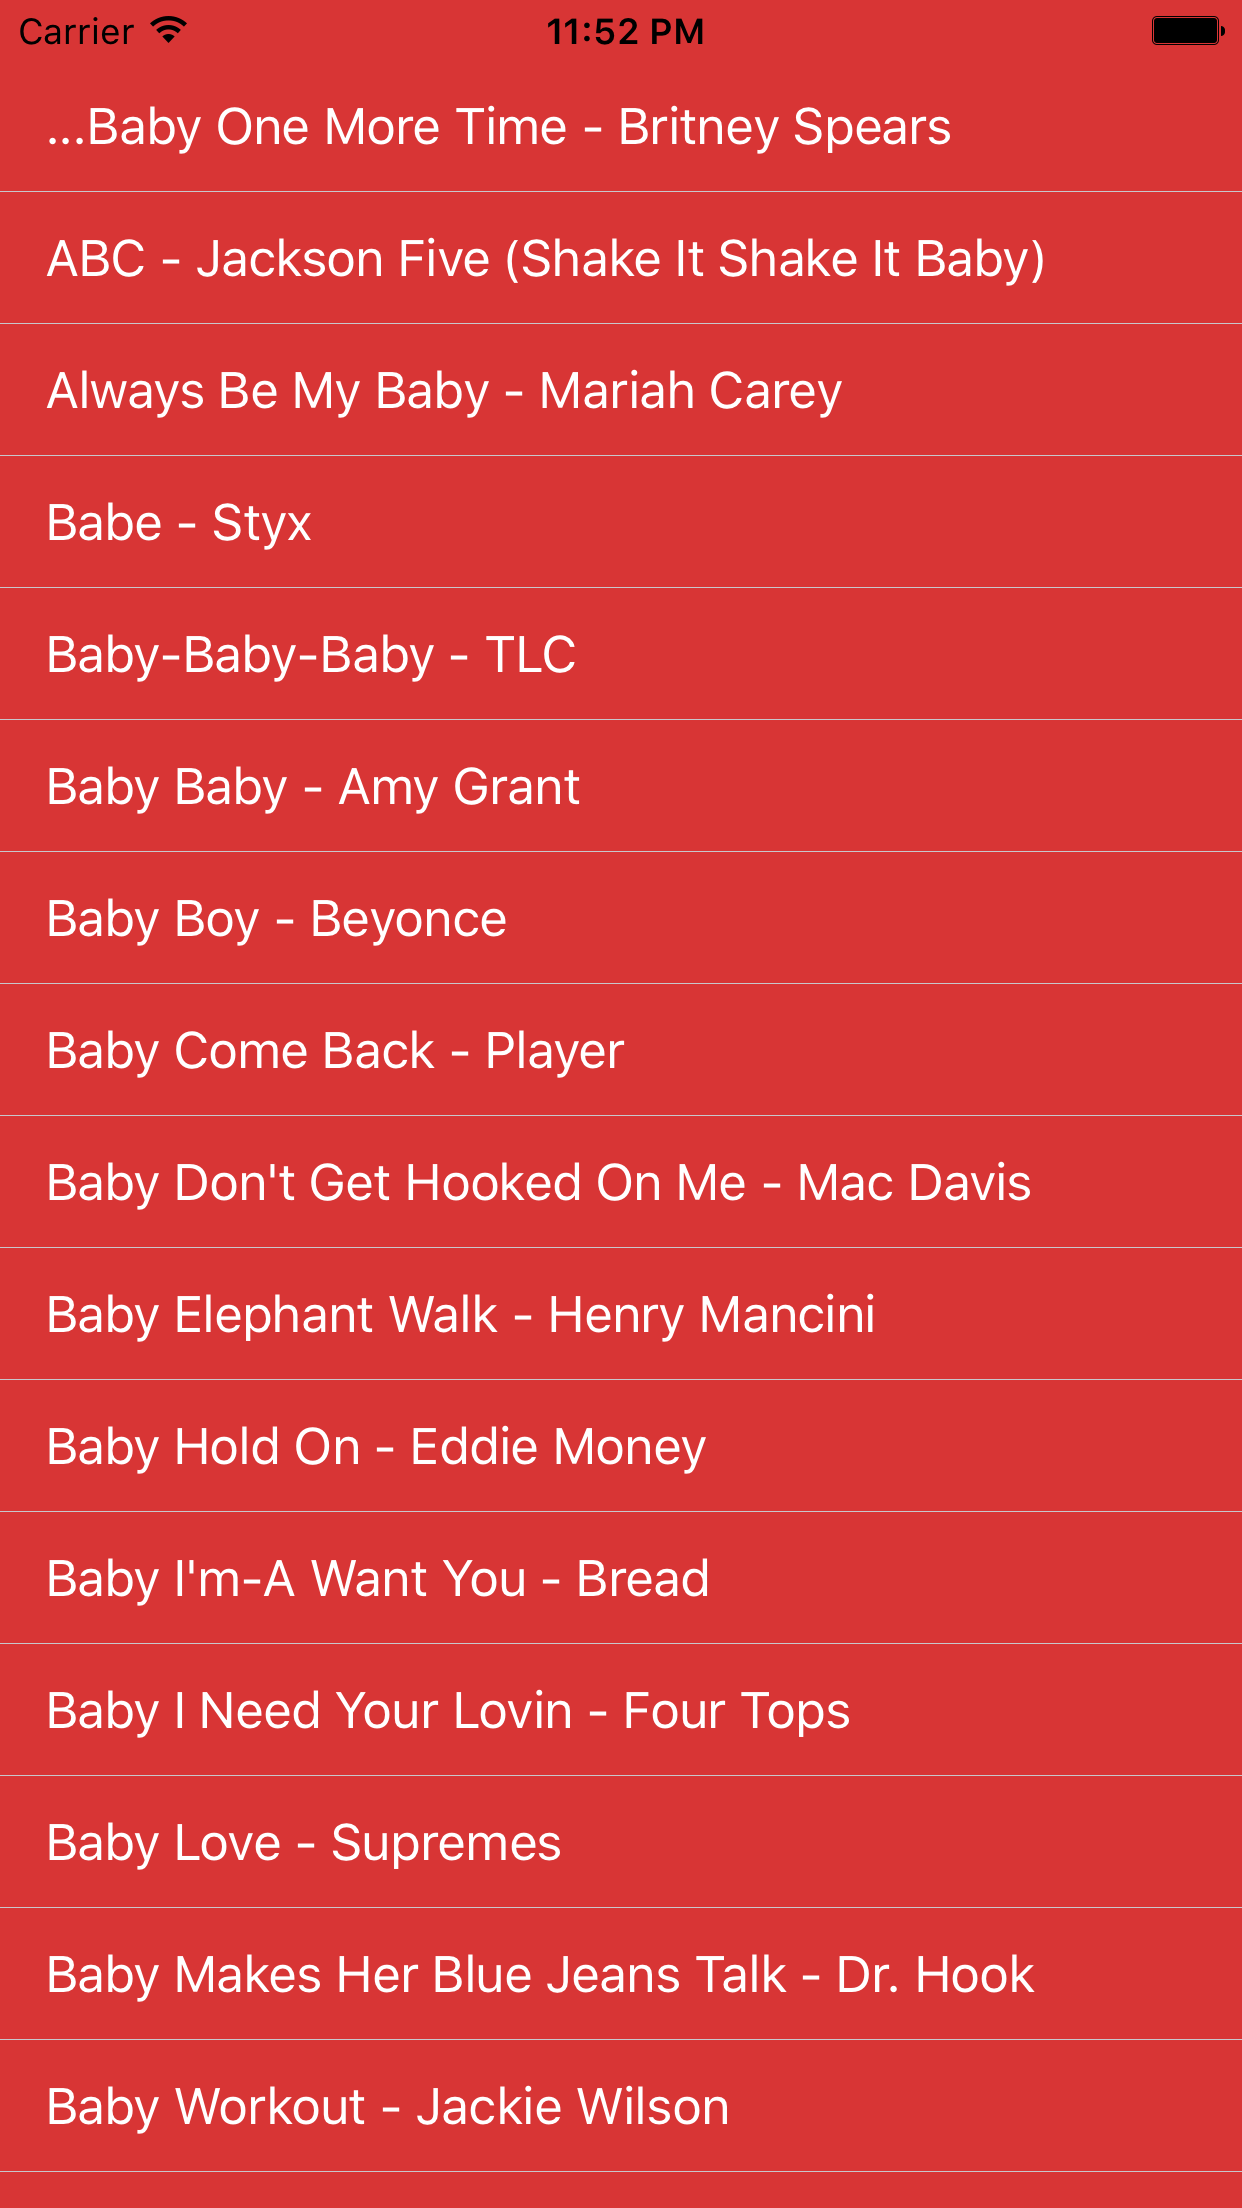 Carrier 11:52 PM
...Baby One More Time - Britney Spears
ABC - Jackson Five (Shake It Shake It Baby)
Always Be My Baby - Mariah Carey
Babe - Styx
Baby-Baby-Baby - TLC
Baby Baby - Amy Grant
Baby Boy - Beyonce
Baby Come Back - Player
Baby Don't Get Hooked On Me - Mac Davis
Baby Elephant Walk - Henry Mancini
Baby Hold On - Eddie Money
Baby I'm-A Want You - Bread
Baby I Need Your Lovin - Four Tops
Baby Love - Supremes
Baby Makes Her Blue Jeans Talk - Dr. Hook
Baby Workout - Jackie Wilson